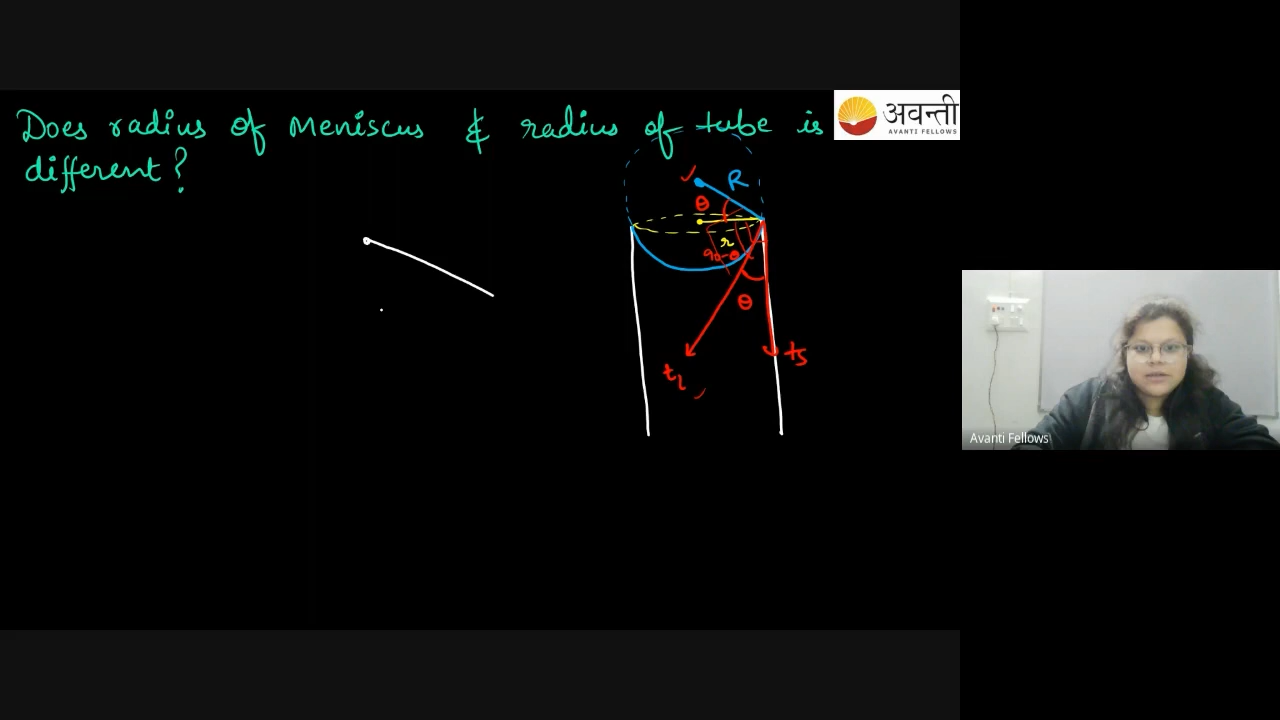 Does radius of Meniscus & radius of tube is
different?
अवन्ती
AVANTI FELLOWS
R
θ
r
90-θ
θ
t_s
t_l
Avanti Fellows